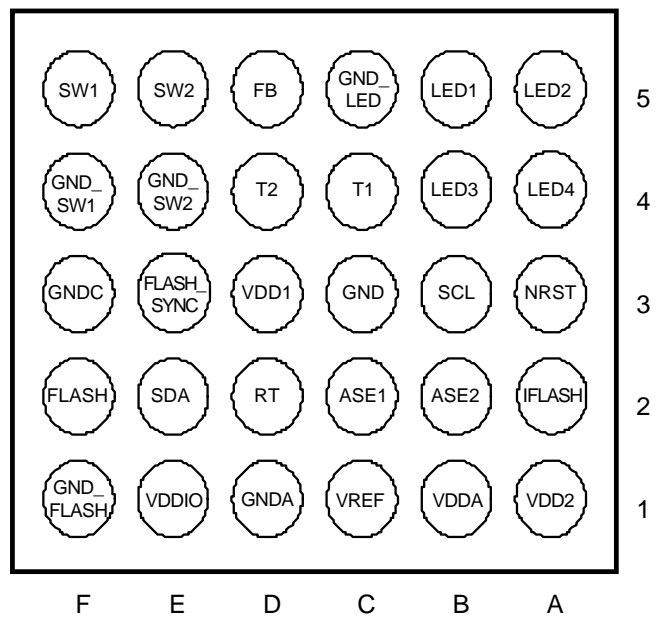 SW1 SW2 FB GND_ LED LED1 LED2 5
GND_ SW1 GND_ SW2 T2 T1 LED3 LED4 4
GNDC FLASH_ SYNC VDD1 GND SCL NRST 3
FLASH SDA RT ASE1 ASE2 IFLASH 2
GND_ FLASH VDDIO GNDA VREF VDDA VDD2 1
F E D C B A